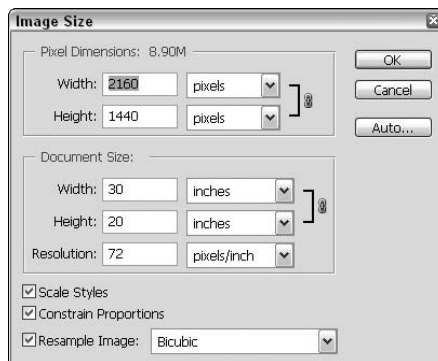 Image Size
Pixel Dimensions: 8.90M
Width: 2160 pixels
Height: 1440 pixels
Document Size:
Width: 30 inches
Height: 20 inches
Resolution: 72 pixels/inch
Scale Styles
Constrain Proportions
Resample Image: Bicubic
OK
Cancel
Auto...